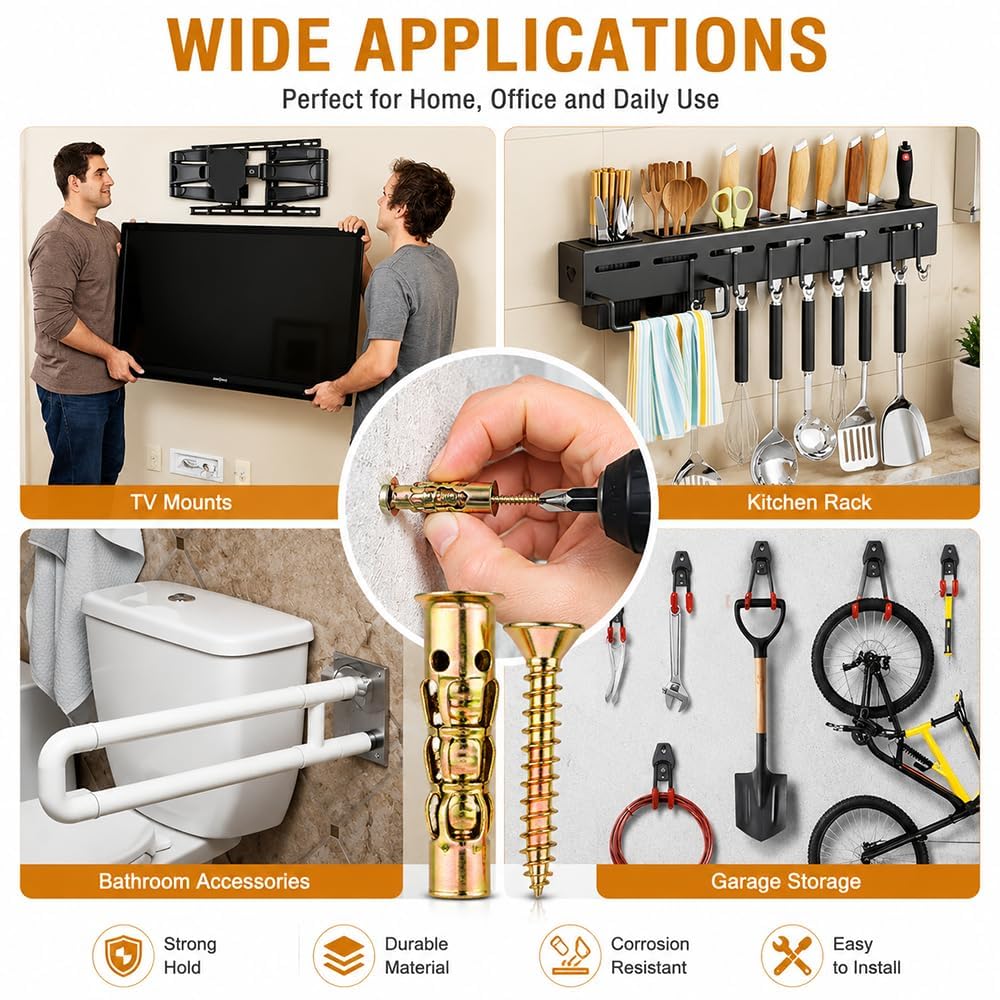 WIDE APPLICATIONS
Perfect for Home, Office and Daily Use
TV Mounts
Kitchen Rack
Bathroom Accessories
Garage Storage
Strong
Hold
Durable
Material
Corrosion
Resistant
Easy
to Install